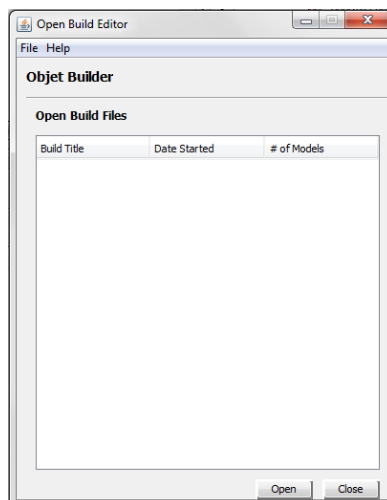 Open Build Editor
File Help
Objet Builder
Open Build Files
Build Title Date Started # of Models
Open Close